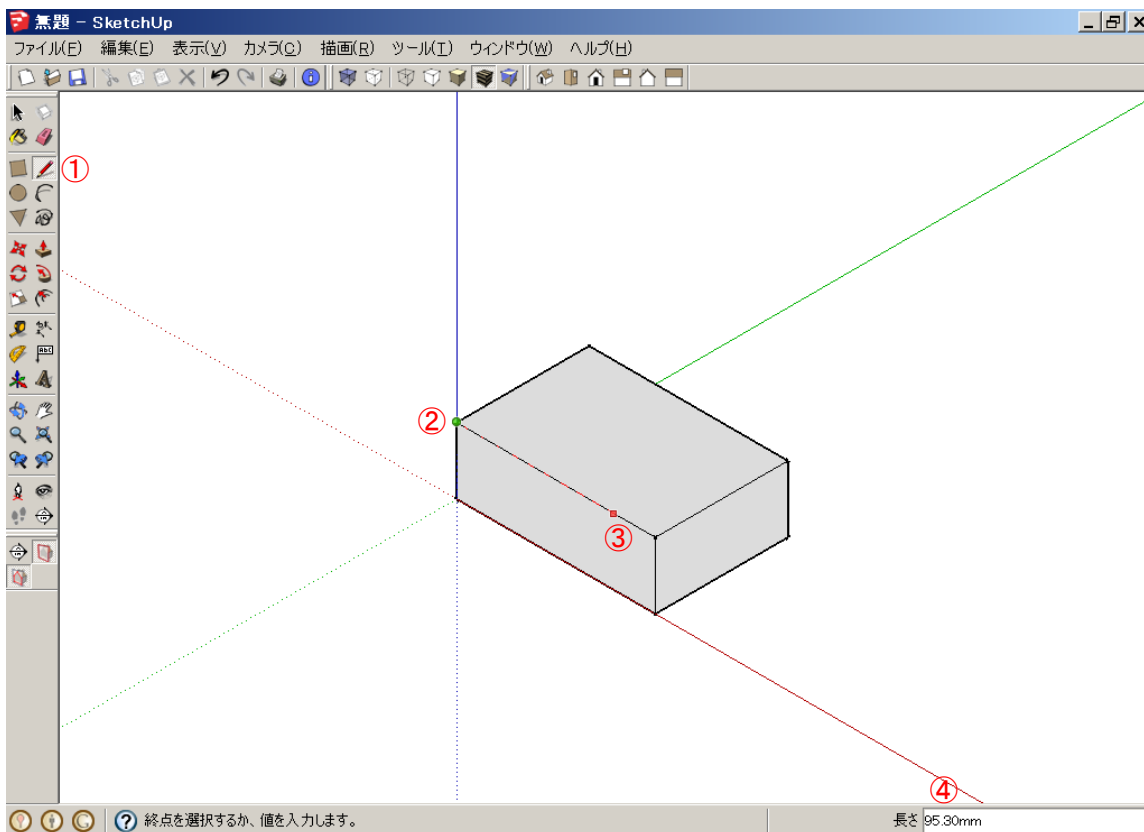 無題 - SketchUp
ファイル(F) 編集(E) 表示(V) カメラ(C) 描画(R) ツール(T) ウィンドウ(W) ヘルプ(H)
①
②
③
④
終点を選択するか、値を入力します。
長さ 95.30mm